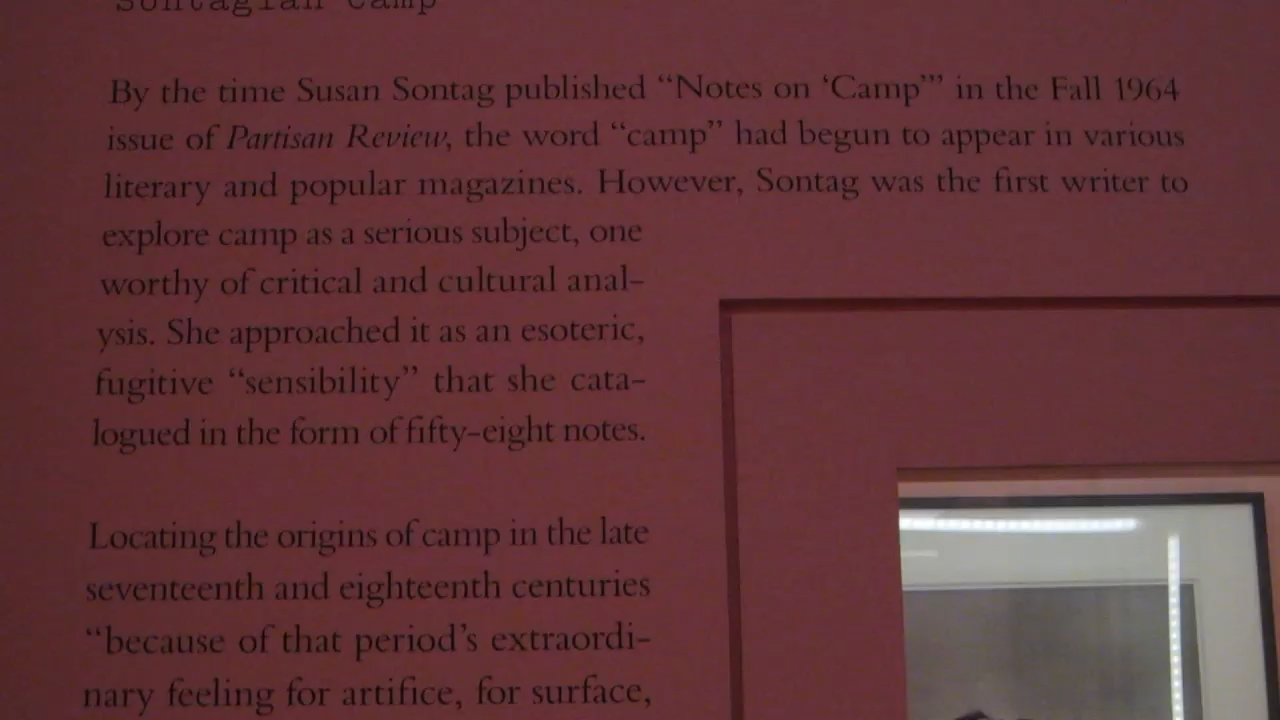 Sontagian Camp
By the time Susan Sontag published “Notes on ‘Camp’” in the Fall 1964
issue of Partisan Review, the word “camp” had begun to appear in various
literary and popular magazines. However, Sontag was the first writer to
explore camp as a serious subject, one
worthy of critical and cultural anal-
ysis. She approached it as an esoteric,
fugitive “sensibility” that she cata-
logued in the form of fifty-eight notes.
Locating the origins of camp in the late
seventeenth and eighteenth centuries
“because of that period’s extraordi-
nary feeling for artifice, for surface,